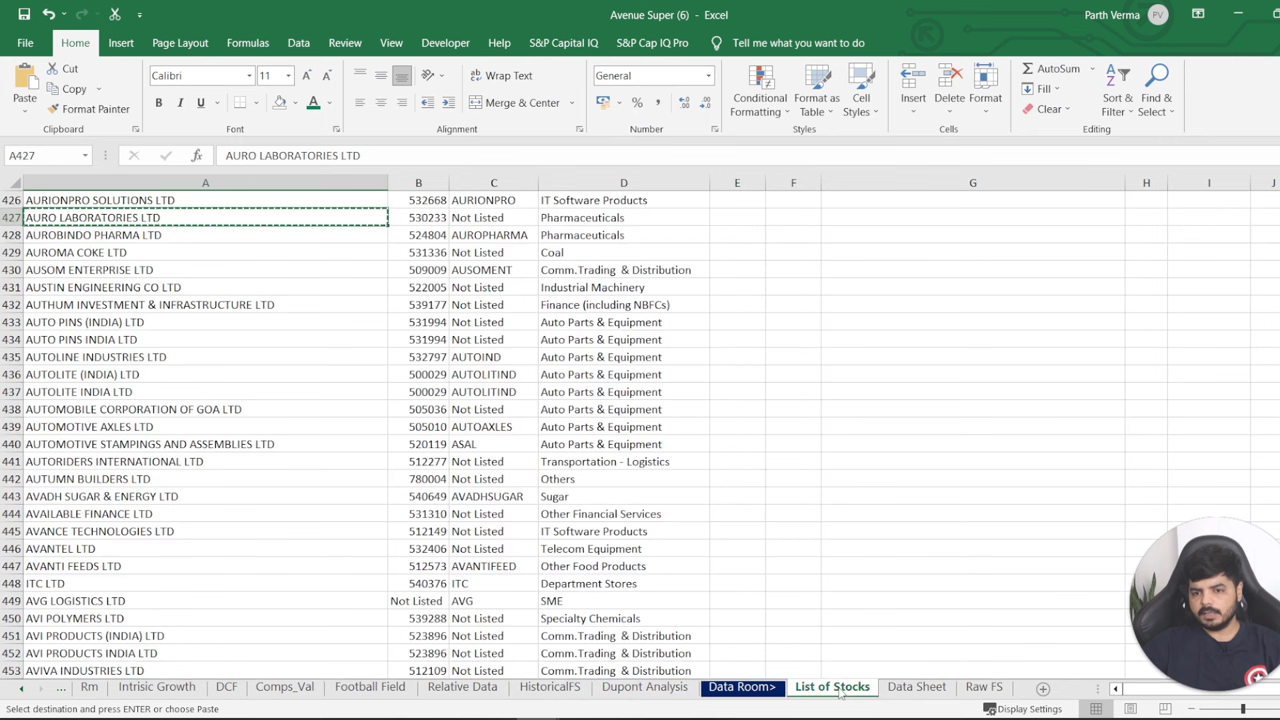 Avenue Super (6) - Excel
Parth Verma PV
File Home Insert Page Layout Formulas Data Review View Developer Help S&P Capital IQ S&P Cap IQ Pro Tell me what you want to do
Paste Cut Copy Format Painter Clipboard
Calibri 11 B I U A Font
Wrap Text Merge & Center Alignment
General % Number
Conditional Formatting Format as Table Cell Styles Styles
Insert Delete Format Cells
AutoSum Fill Clear Sort & Filter Find & Select Editing
A427 fx AURO LABORATORIES LTD
A B C D E F G H I J
426 AURIONPRO SOLUTIONS LTD 532668 AURIONPRO IT Software Products
427 AURO LABORATORIES LTD 530233 Not Listed Pharmaceuticals
428 AUROBINDO PHARMA LTD 524804 AUROPHARMA Pharmaceuticals
429 AUROMA COKE LTD 531336 Not Listed Coal
430 AUSOM ENTERPRISE LTD 509009 AUSOMENT Comm.Trading & Distribution
431 AUSTIN ENGINEERING CO LTD 522005 Not Listed Industrial Machinery
432 AUTHUM INVESTMENT & INFRASTRUCTURE LTD 539177 Not Listed Finance (including NBFCs)
433 AUTO PINS (INDIA) LTD 531994 Not Listed Auto Parts & Equipment
434 AUTO PINS INDIA LTD 531994 Not Listed Auto Parts & Equipment
435 AUTOLINE INDUSTRIES LTD 532797 AUTOIND Auto Parts & Equipment
436 AUTOLITE (INDIA) LTD 500029 AUTOLITIND Auto Parts & Equipment
437 AUTOLITE INDIA LTD 500029 AUTOLITIND Auto Parts & Equipment
438 AUTOMOBILE CORPORATION OF GOA LTD 505036 Not Listed Auto Parts & Equipment
439 AUTOMOTIVE AXLES LTD 505010 AUTOAXLES Auto Parts & Equipment
440 AUTOMOTIVE STAMPINGS AND ASSEMBLIES LTD 520119 ASAL Auto Parts & Equipment
441 AUTORIDERS INTERNATIONAL LTD 512277 Not Listed Transportation - Logistics
442 AUTUMN BUILDERS LTD 780004 Not Listed Others
443 AVADH SUGAR & ENERGY LTD 540649 AVADHSUGAR Sugar
444 AVAILABLE FINANCE LTD 531310 Not Listed Other Financial Services
445 AVANCE TECHNOLOGIES LTD 512149 Not Listed IT Software Products
446 AVANTEL LTD 532406 Not Listed Telecom Equipment
447 AVANTI FEEDS LTD 512573 AVANTIFEED Other Food Products
448 ITC LTD 540376 ITC Department Stores
449 AVG LOGISTICS LTD Not Listed AVG SME
450 AVI POLYMERS LTD 539288 Not Listed Specialty Chemicals
451 AVI PRODUCTS (INDIA) LTD 523896 Not Listed Comm.Trading & Distribution
452 AVI PRODUCTS INDIA LTD 523896 Not Listed Comm.Trading & Distribution
453 AVIVA INDUSTRIES LTD 512109 Not Listed Comm.Trading & Distribution
... Rm Intrisic Growth DCF Comps_Val Football Field Relative Data HistoricalFS Dupont Analysis Data Room> List of Stocks Data Sheet Raw FS
Select destination and press ENTER or choose Paste Display Settings